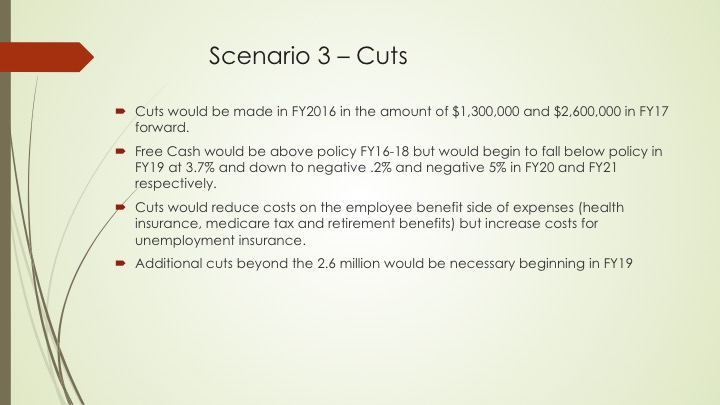 Scenario 3 – Cuts
Cuts would be made in FY2016 in the amount of $1,300,000 and $2,600,000 in FY17
forward.
Free Cash would be above policy FY16-18 but would begin to fall below policy in
FY19 at 3.7% and down to negative .2% and negative 5% in FY20 and FY21
respectively.
Cuts would reduce costs on the employee benefit side of expenses (health
insurance, medicare tax and retirement benefits) but increase costs for
unemployment insurance.
Additional cuts beyond the 2.6 million would be necessary beginning in FY19